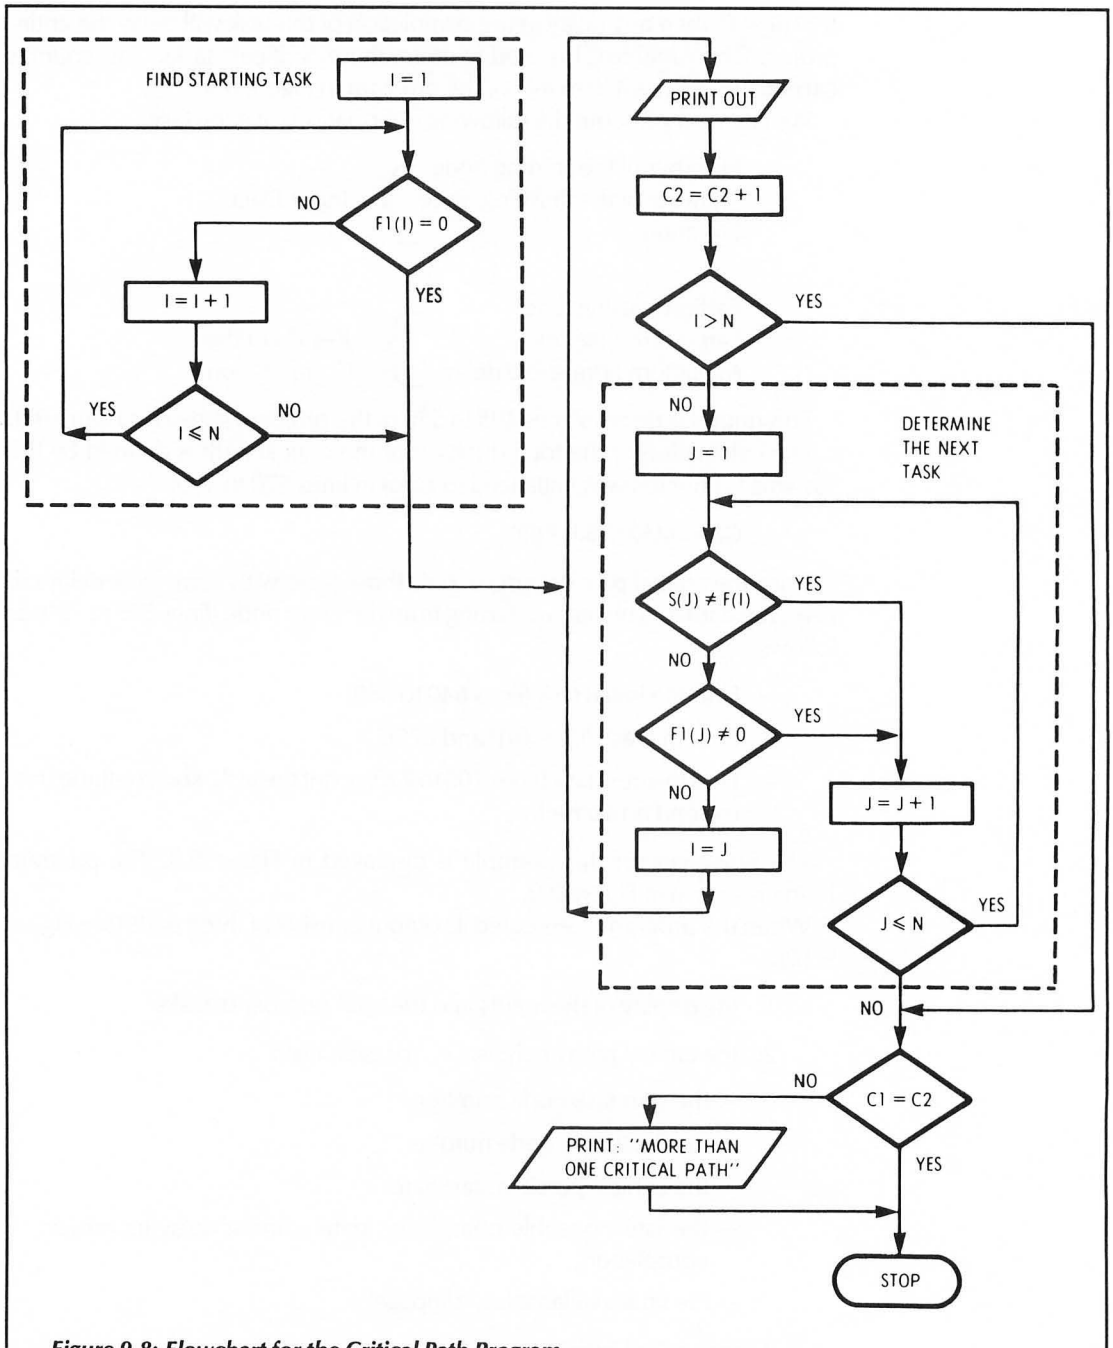 FIND STARTING TASK
I = 1
F1(I) = 0
NO
YES
I = I + 1
I ≤ N
YES
NO
PRINT OUT
C2 = C2 + 1
I > N
YES
NO
DETERMINE
THE NEXT
TASK
J = 1
S(J) ≠ F(I)
YES
NO
F1(J) ≠ 0
YES
NO
I = J
J = J + 1
J ≤ N
YES
NO
C1 = C2
NO
YES
PRINT: "MORE THAN
ONE CRITICAL PATH"
STOP
Figure 9-8: Flowchart for the Critical Path Program